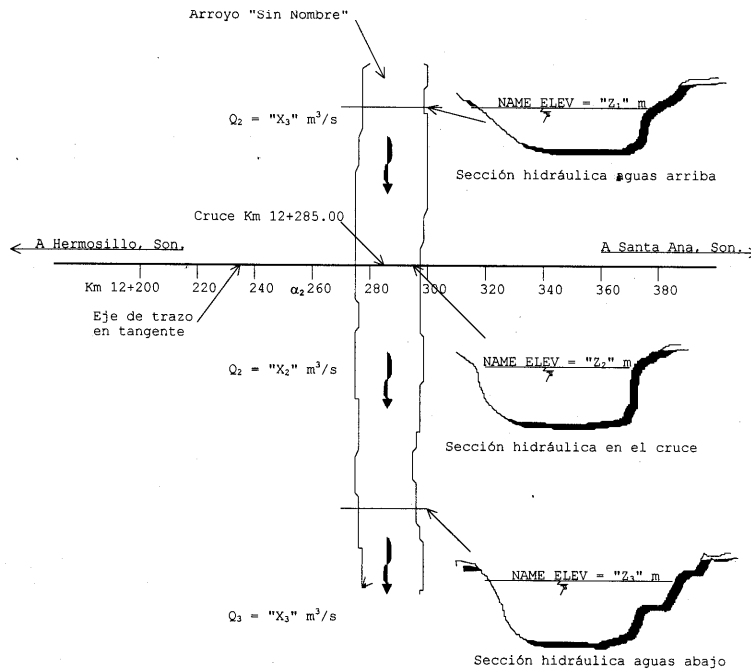 Arroyo "Sin Nombre"
NAME ELEV = "Z₁" m
Q₂ = "X₃" m³/s
Sección hidráulica aguas arriba
Cruce Km 12+285.00
A Hermosillo, Son.
A Santa Ana, Son.
Km 12+200 220 240 α₂ 260 280 300 320 340 360 380
Eje de trazo
en tangente
Q₂ = "X₂" m³/s
NAME ELEV = "Z₂" m
Sección hidráulica en el cruce
NAME ELEV = "Z₃" m
Q₃ = "X₃" m³/s
Sección hidráulica aguas abajo